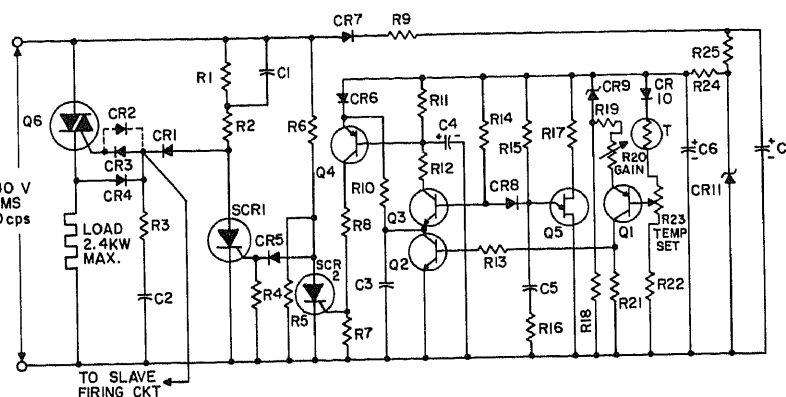 CR7
R9
R25
R1
C1
CR9
CR
10
R24
CR2
CR6
R11
R14
R19
Q6
CR1
R2
R6
C4
R15
R17
T
C6
C
CR3
Q4
R12
R20
GAIN
CR4
R10
CR8
CR11
40 V
MS
cps
R3
R8
Q3
Q5
Q1
R23
TEMP
SET
LOAD
2.4KW
MAX.
SCR1
CR5
Q2
R13
SCR
2
C3
C5
R22
C2
R4
R5
R7
R16
R18
R21
TO SLAVE
FIRING CKT